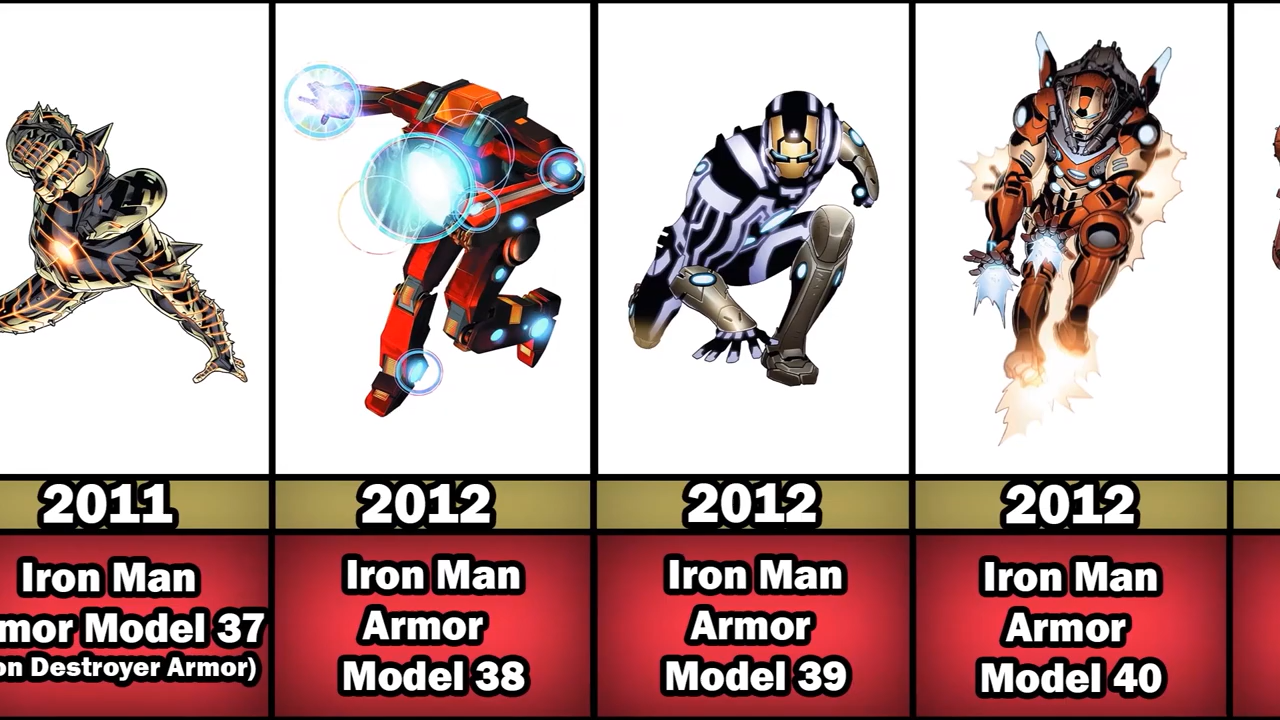 2011
Iron Man
mor Model 37
on Destroyer Armor)
2012
Iron Man
Armor
Model 38
2012
Iron Man
Armor
Model 39
2012
Iron Man
Armor
Model 40